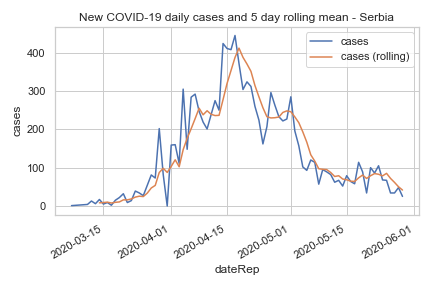 New COVID-19 daily cases and 5 day rolling mean - Serbia
cases
cases (rolling)
400
300
200
100
0
cases
2020-03-15
2020-04-01
2020-04-15
2020-05-01
2020-05-15
2020-06-01
dateRep